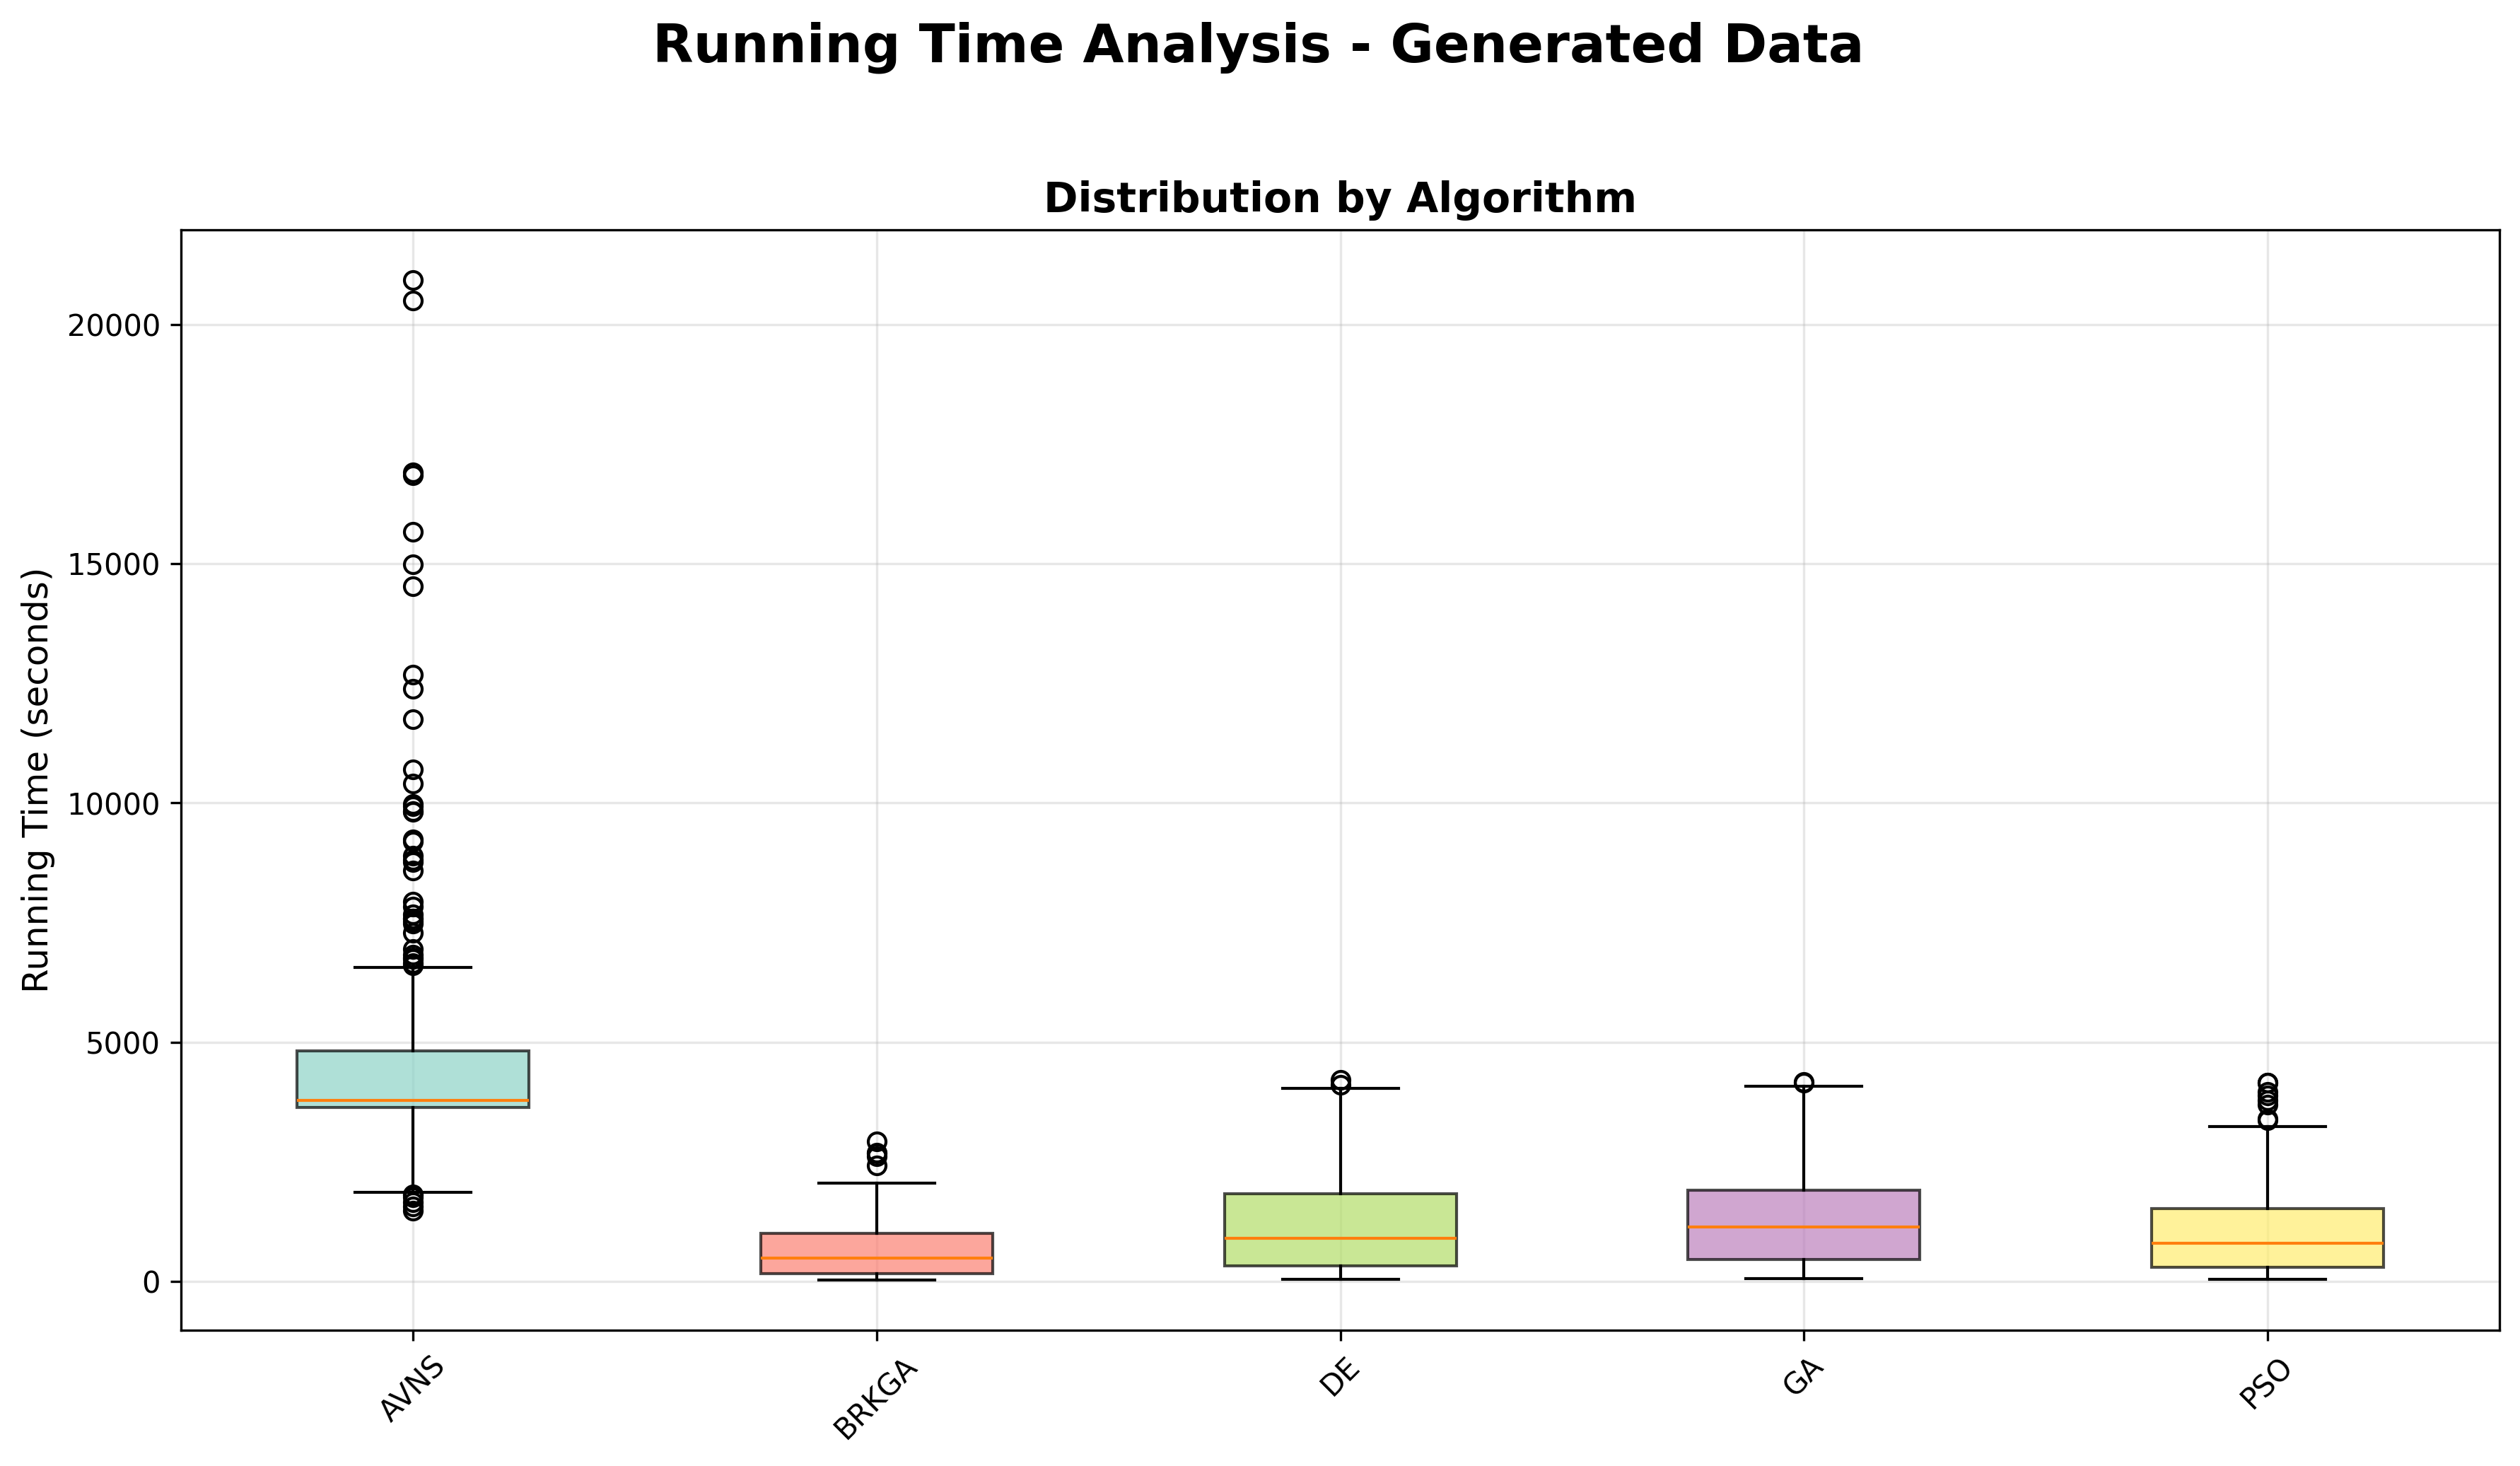 Running Time Analysis - Generated Data
Distribution by Algorithm
Running Time (seconds)
20000
15000
10000
5000
0
AVNS
BRKGA
DE
GA
PSO